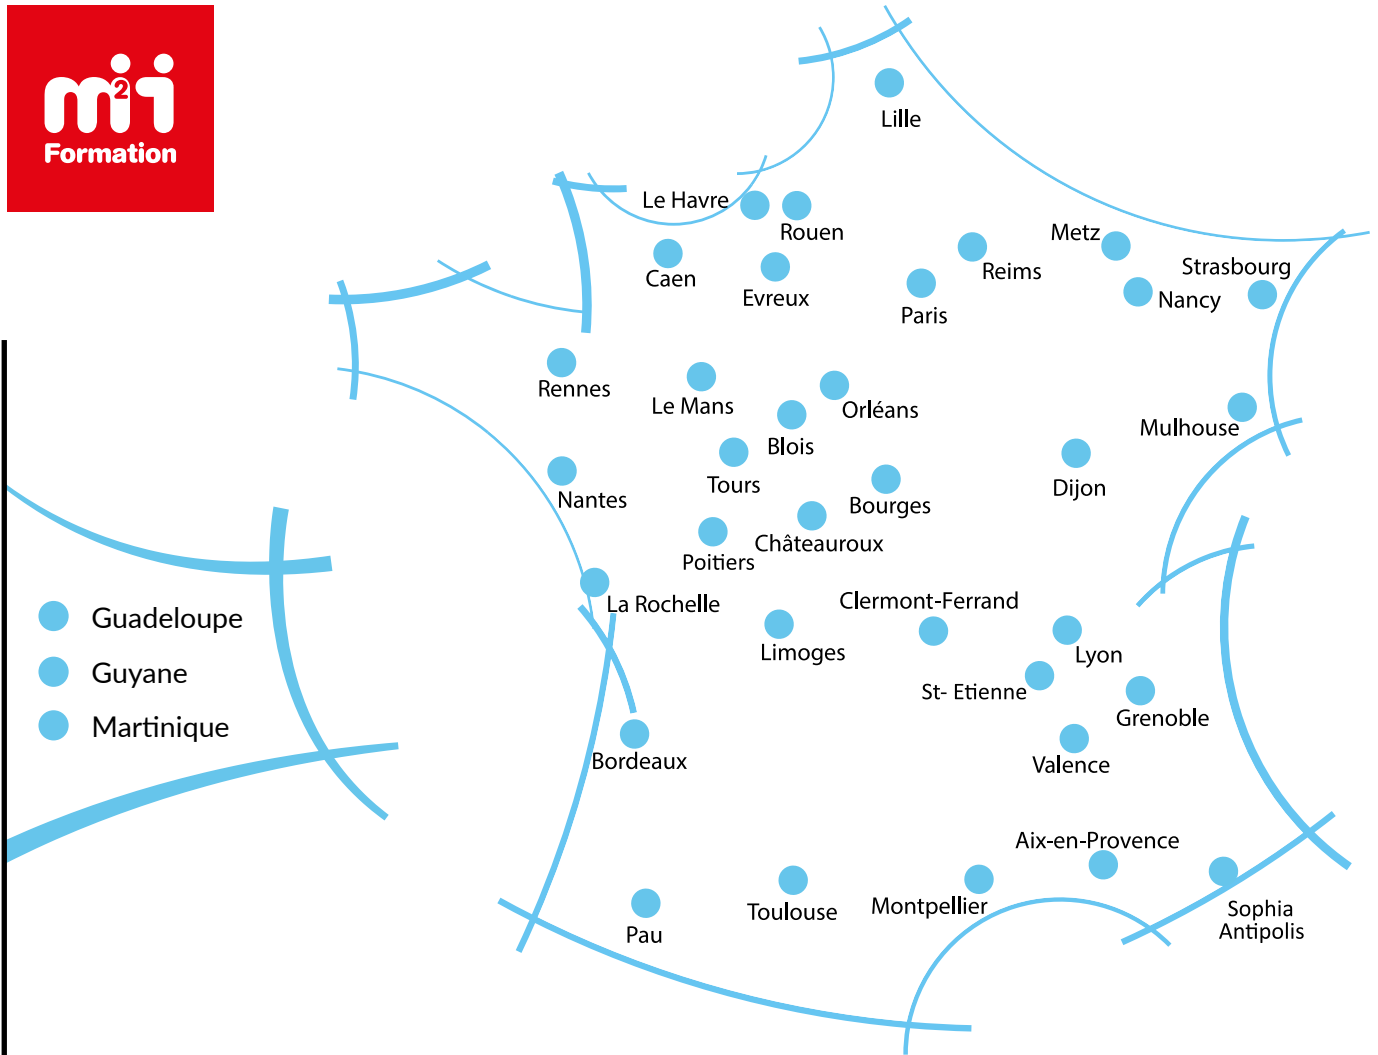 m2i
Formation
Lille
Le Havre
Rouen
Caen
Evreux
Paris
Reims
Metz
Nancy
Strasbourg
Rennes
Le Mans
Orléans
Blois
Mulhouse
Tours
Nantes
Bourges
Dijon
Châteauroux
Poitiers
La Rochelle
Clermont-Ferrand
Limoges
Lyon
St- Etienne
Grenoble
Bordeaux
Valence
Guadeloupe
Guyane
Martinique
Aix-en-Provence
Pau
Toulouse
Montpellier
Sophia
Antipolis